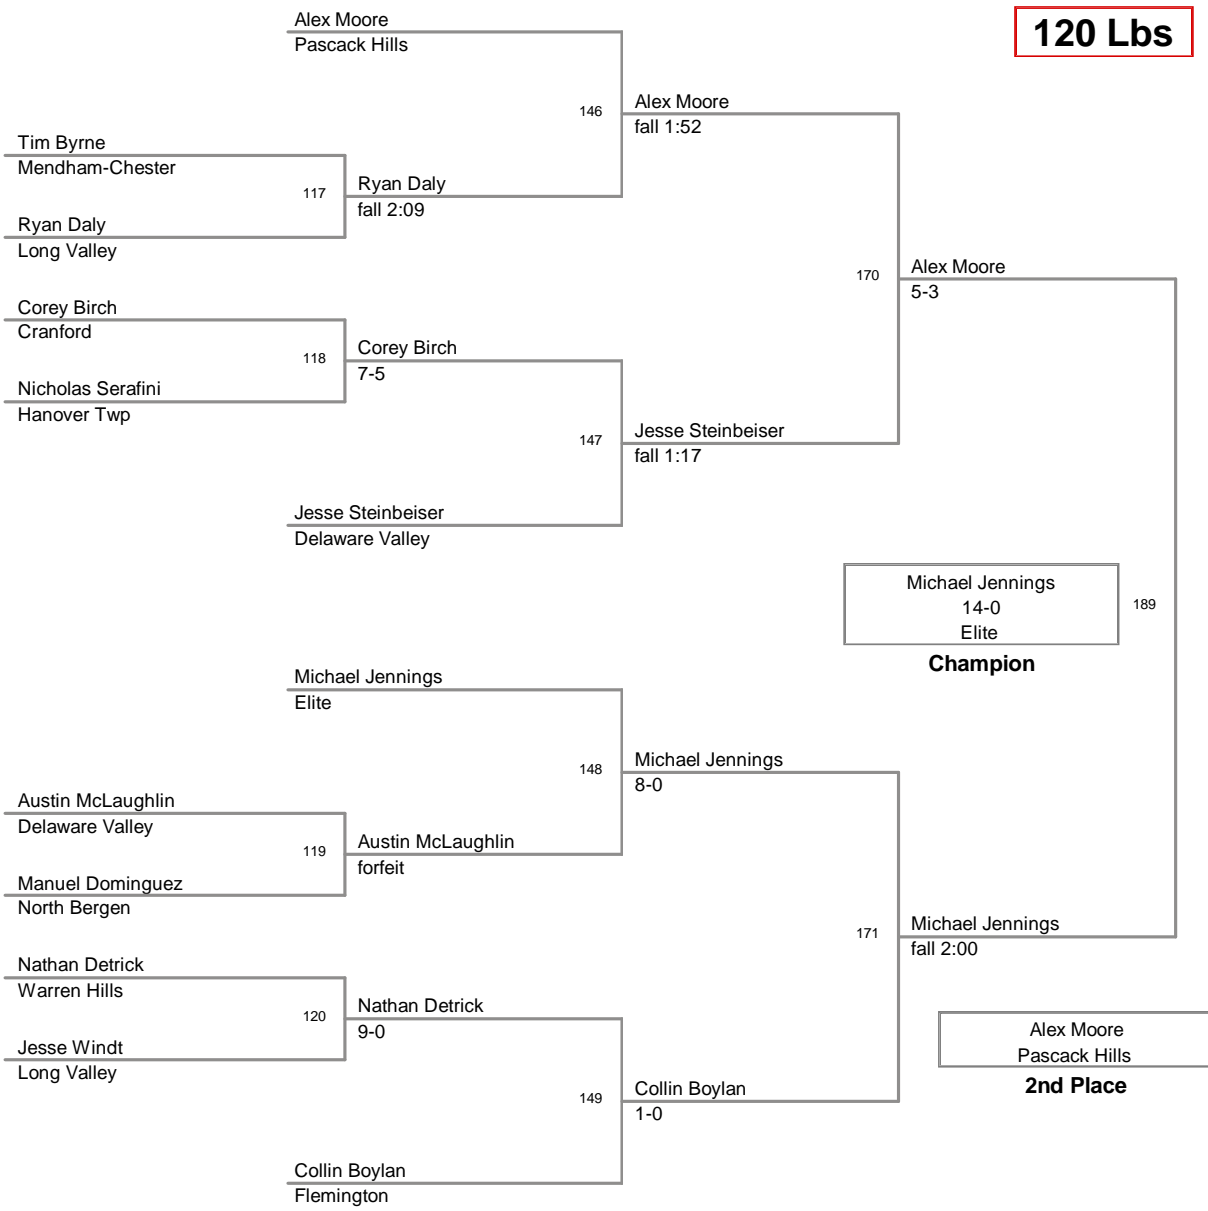 120 Lbs
Alex Moore
Pascack Hills
146
Alex Moore
fall 1:52
Tim Byrne
Mendham-Chester
117
Ryan Daly
fall 2:09
Ryan Daly
Long Valley
170
Alex Moore
5-3
Corey Birch
Cranford
118
Corey Birch
7-5
Nicholas Serafini
Hanover Twp
147
Jesse Steinbeiser
fall 1:17
Jesse Steinbeiser
Delaware Valley
Michael Jennings
14-0
Elite
189
Champion
Michael Jennings
Elite
148
Michael Jennings
8-0
Austin McLaughlin
Delaware Valley
119
Austin McLaughlin
forfeit
Manuel Dominguez
North Bergen
171
Michael Jennings
fall 2:00
Nathan Detrick
Warren Hills
120
Nathan Detrick
9-0
Jesse Windt
Long Valley
Alex Moore
Pascack Hills
2nd Place
149
Collin Boylan
1-0
Collin Boylan
Flemington